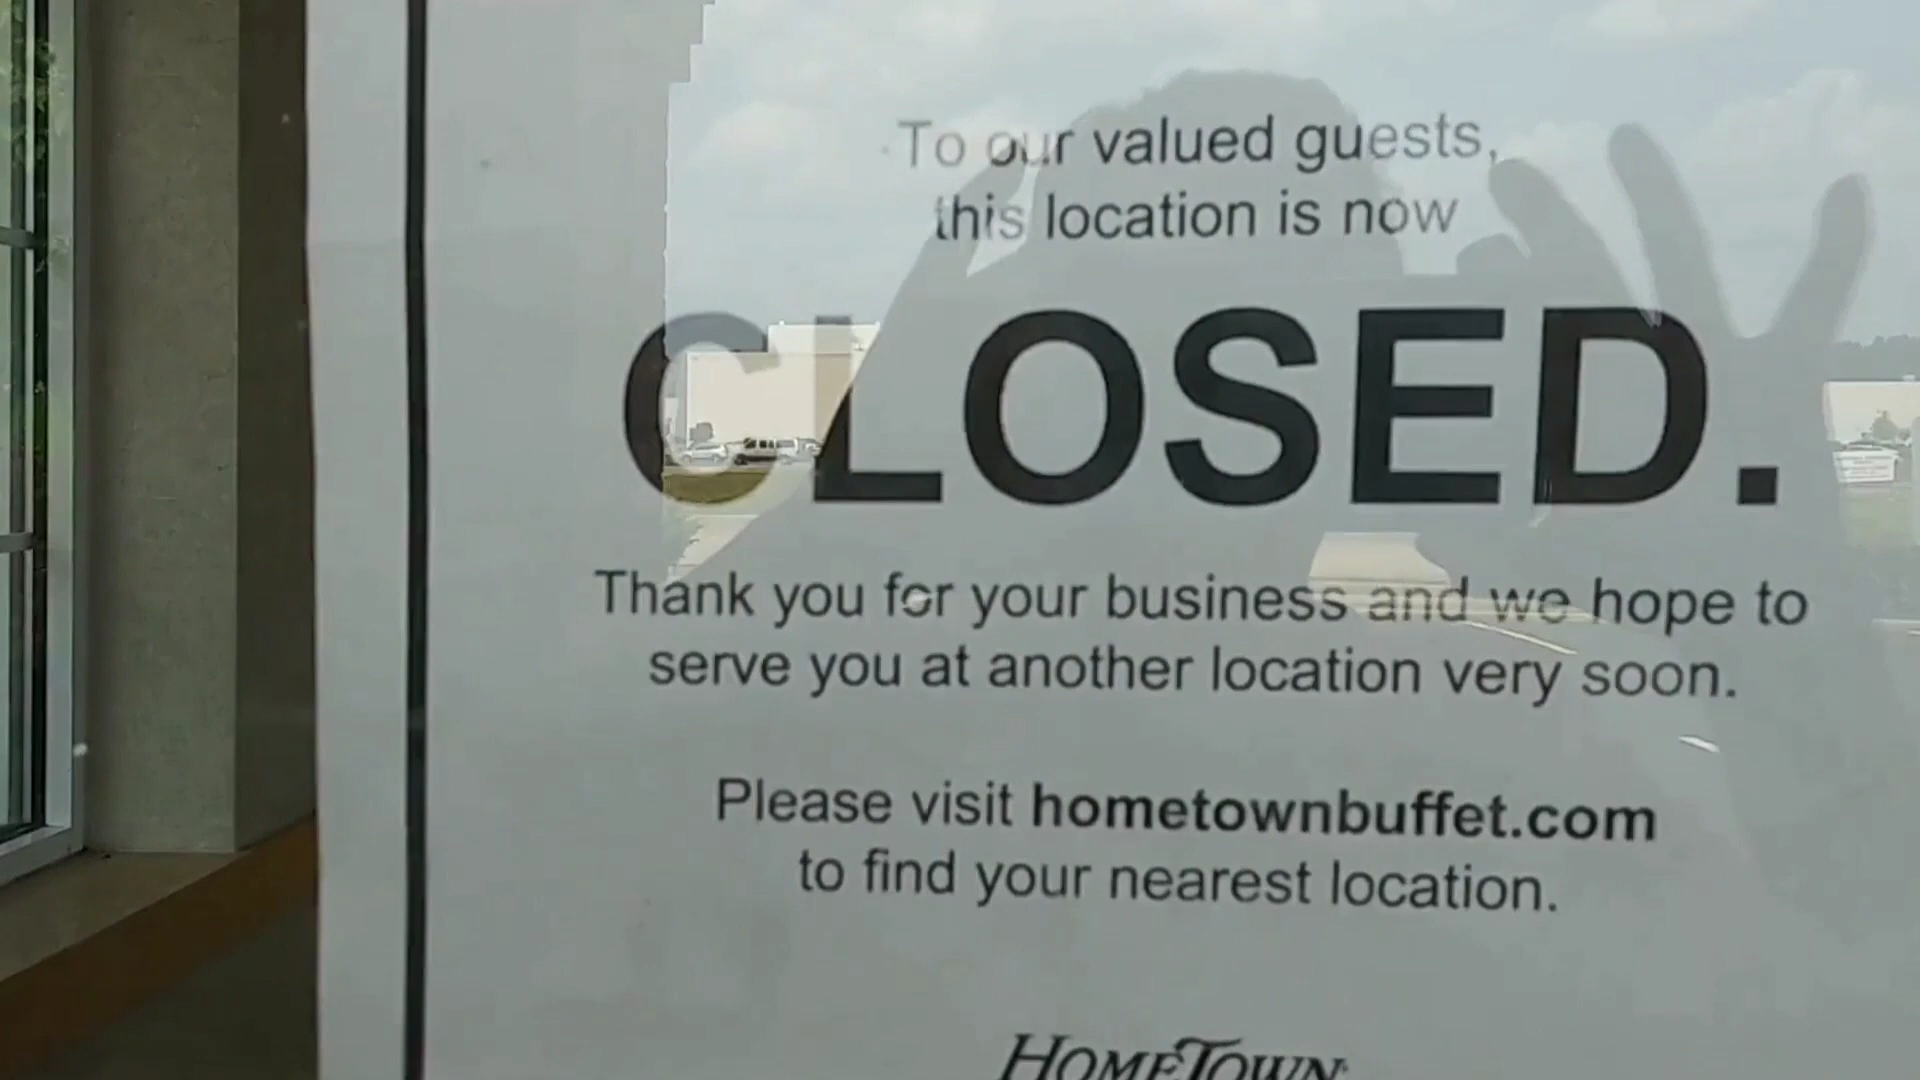 To our valued guests,
this location is now
CLOSED.
Thank you for your business and we hope to
serve you at another location very soon.
Please visit hometownbuffet.com
to find your nearest location.
HOMETOWN